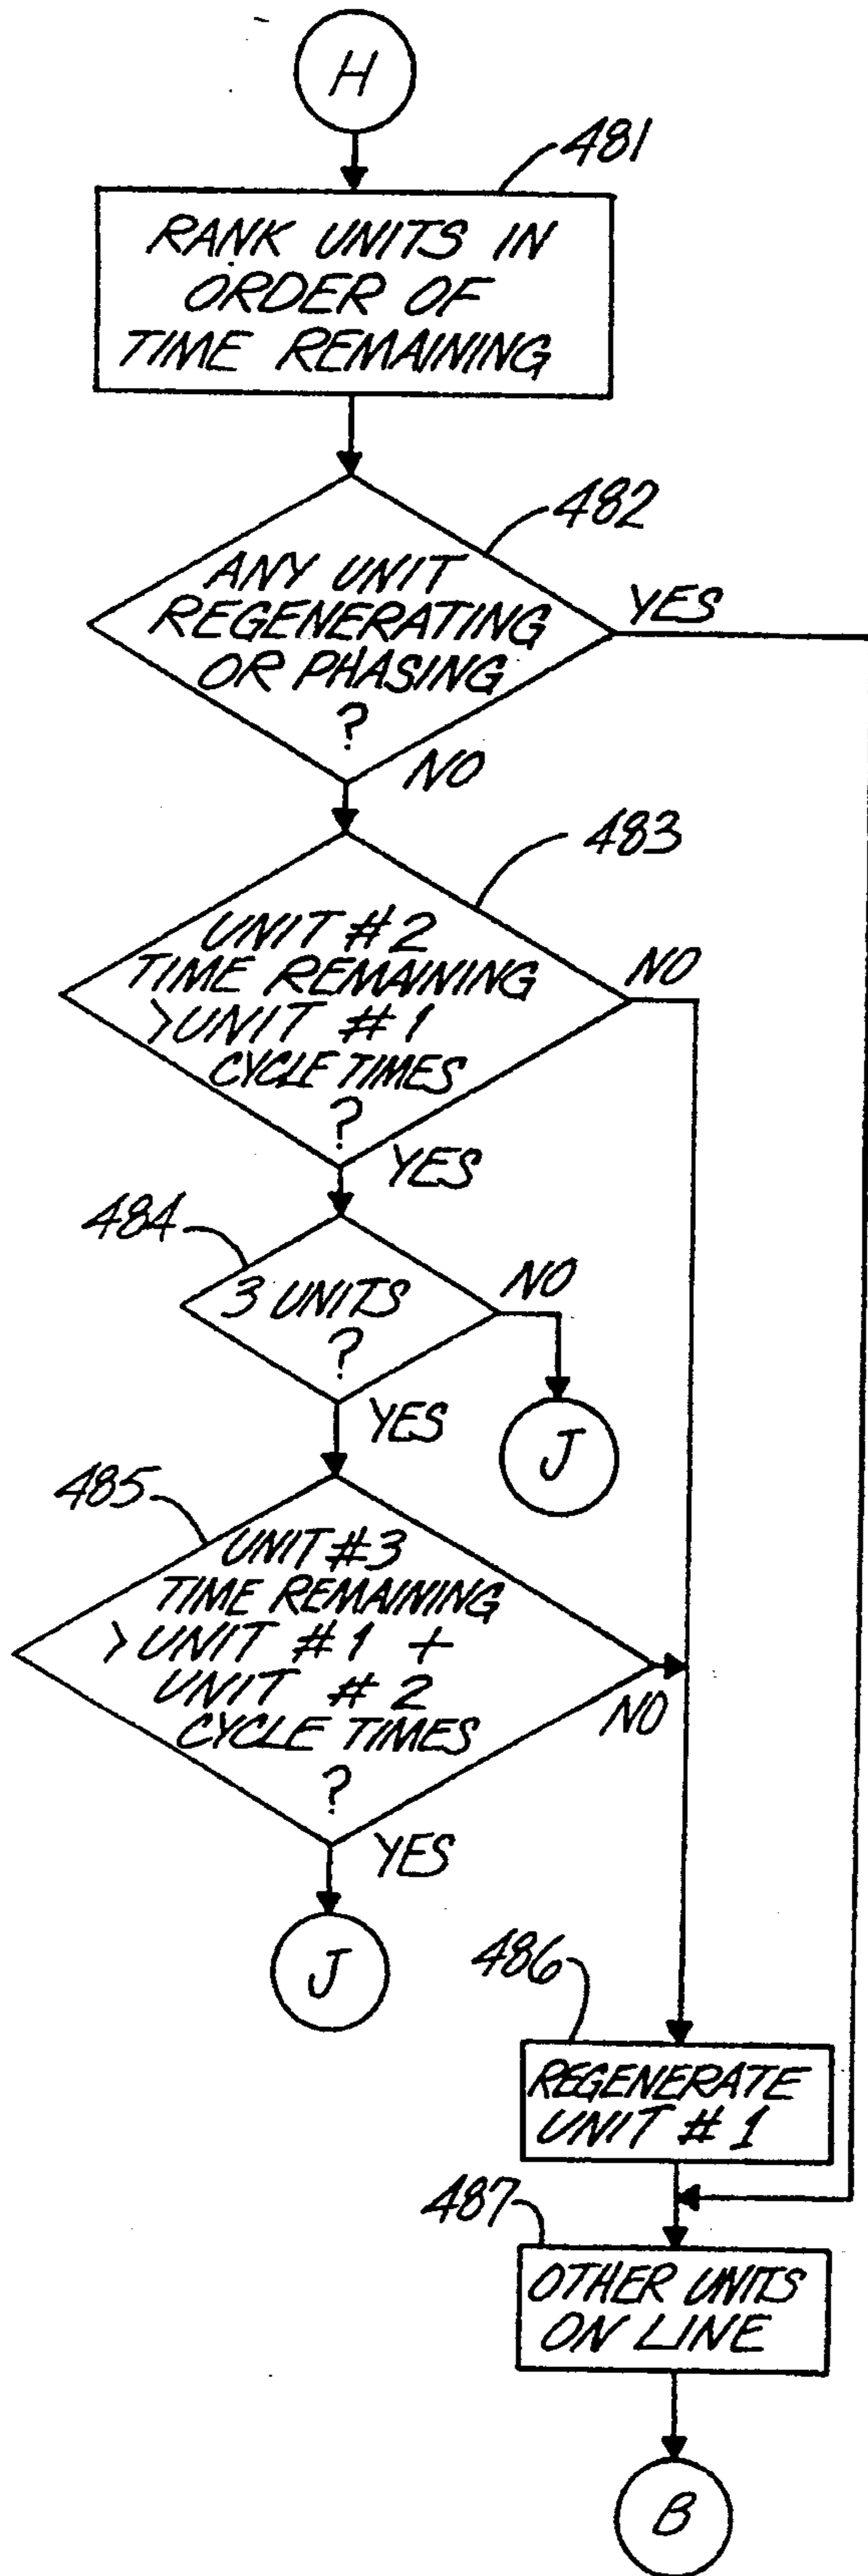 H
481
RANK UNITS IN
ORDER OF
TIME REMAINING
482
ANY UNIT
REGENERATING
OR PHASING
?
YES
NO
483
UNIT #2
TIME REMAINING
>UNIT #1
CYCLE TIMES
?
NO
YES
484
3 UNITS
?
NO
YES
J
485
UNIT #3
TIME REMAINING
>UNIT #1 +
UNIT #2
CYCLE TIMES
?
NO
YES
J
486
REGENERATE
UNIT #1
487
OTHER UNITS
ON LINE
B